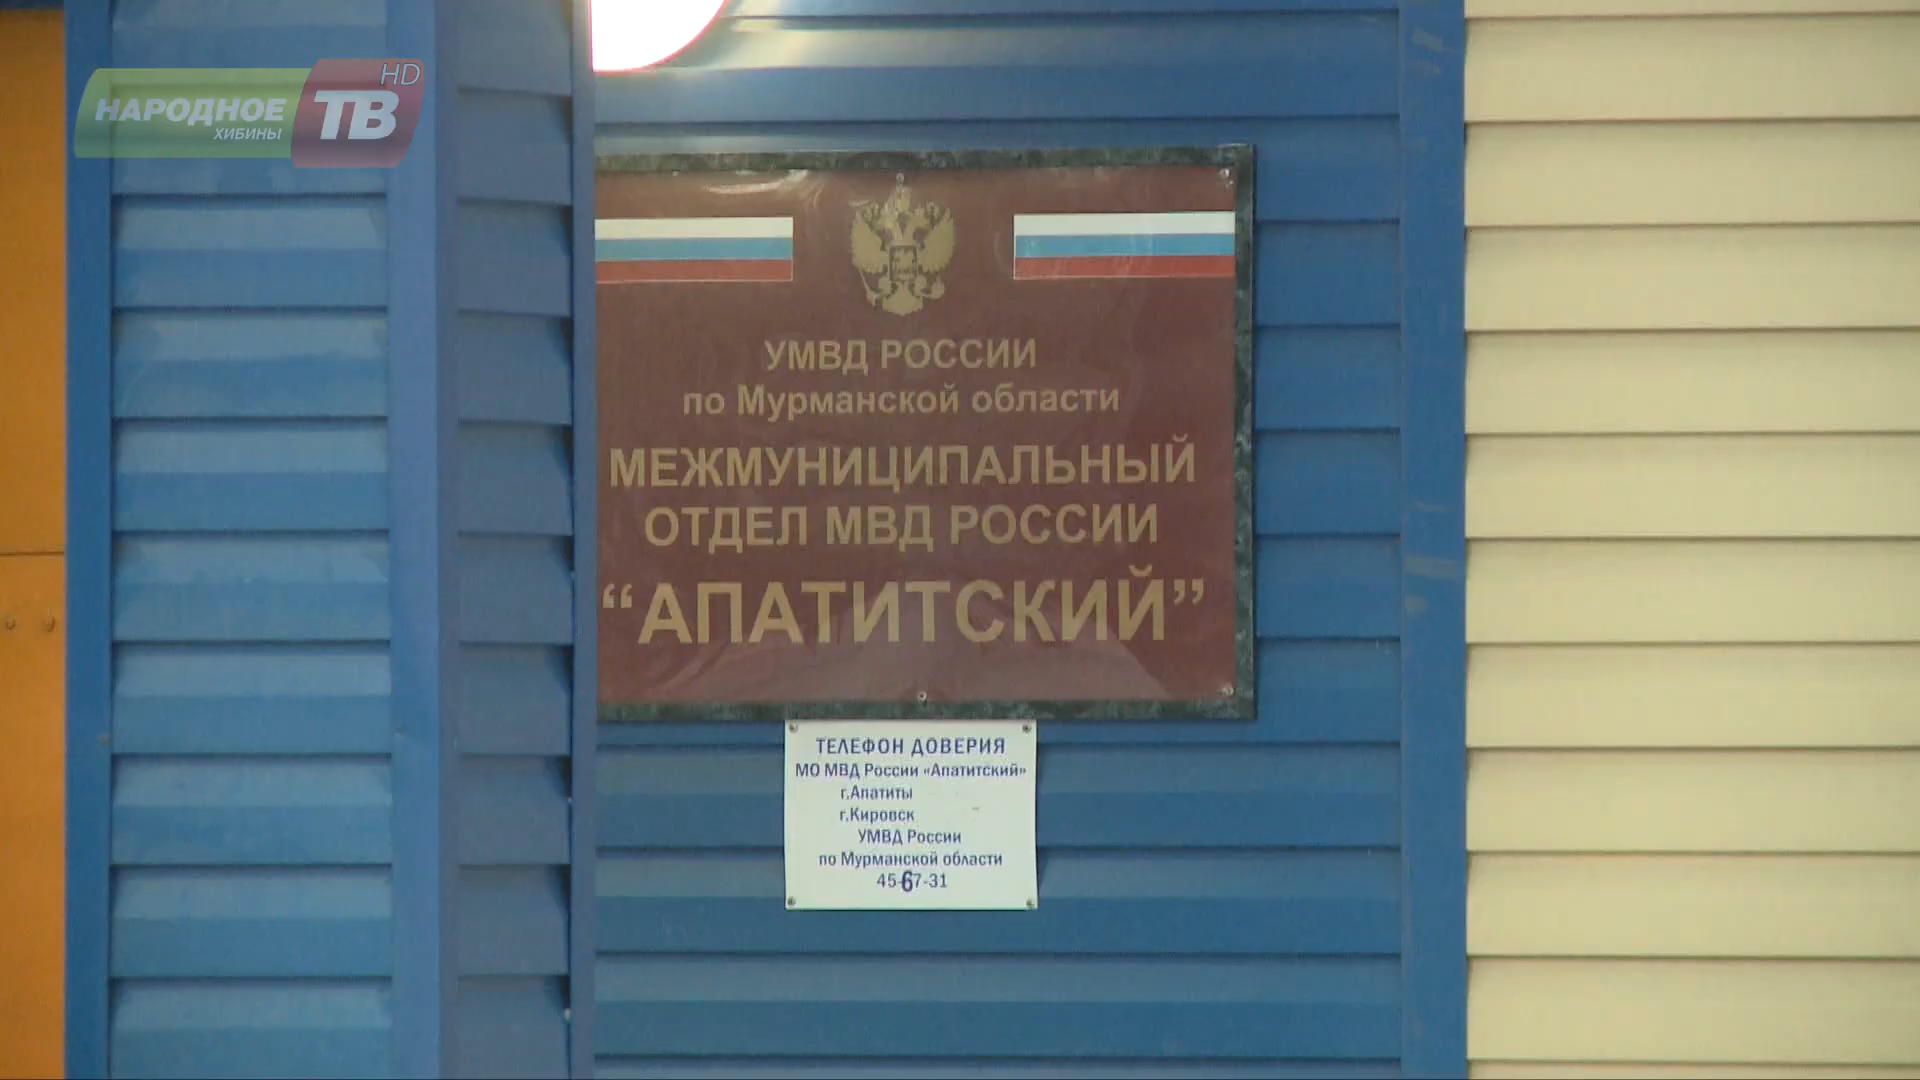 НАРОДНОЕ ТВ HD
ХИБИНЫ
УМВД РОССИИ
по Мурманской области
МЕЖМУНИЦИПАЛЬНЫЙ
ОТДЕЛ МВД РОССИИ
“АПАТИТСКИЙ”
ТЕЛЕФОН ДОВЕРИЯ
МО МВД России «Апатитский»
г.Апатиты
г.Кировск
УМВД России
по Мурманской области
45-67-31